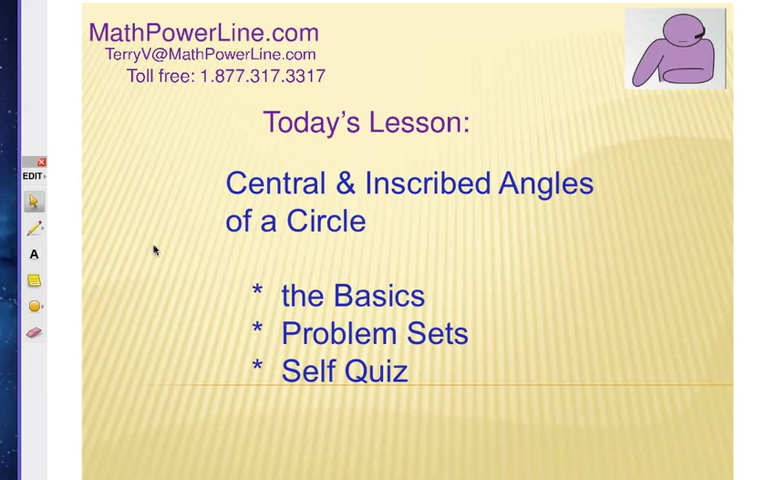 MathPowerLine.com
TerryV@MathPowerLine.com
Toll free: 1.877.317.3317
Today's Lesson:
EDIT
Central & Inscribed Angles
of a Circle
A
* the Basics
* Problem Sets
* Self Quiz